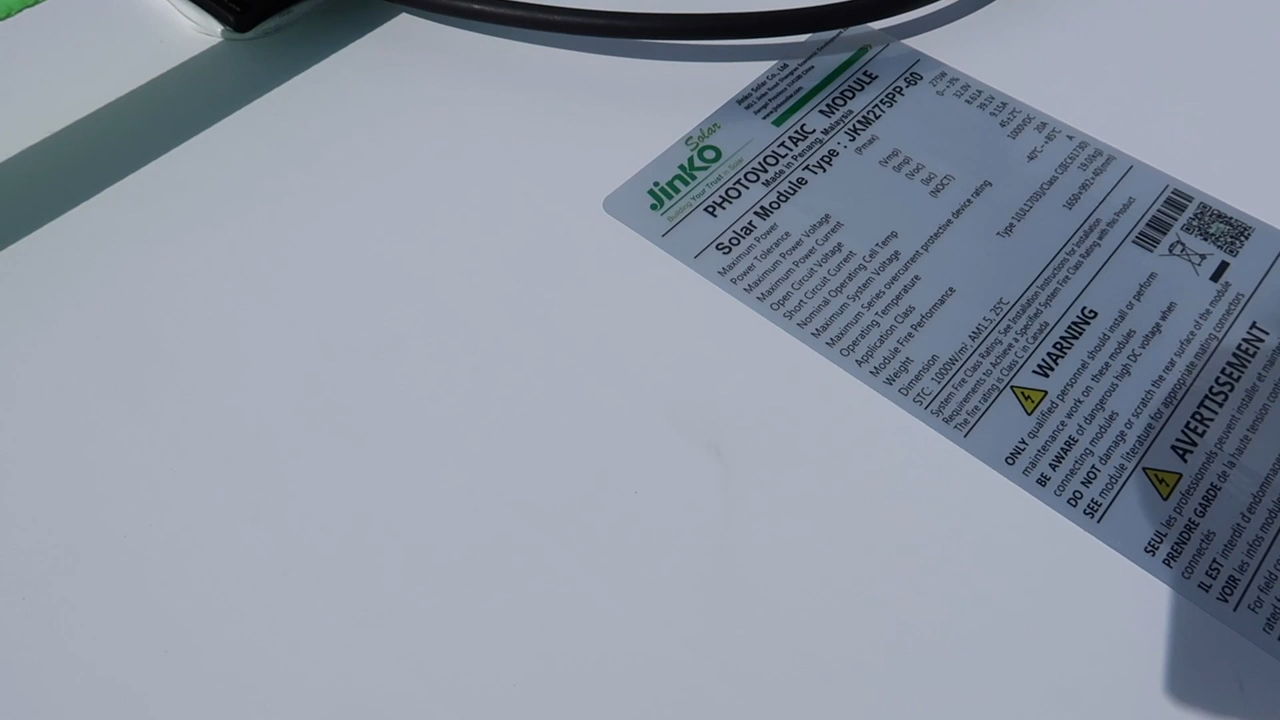 Jinko Solar Co., Ltd
www.jinkosolar.com
Solar
JinKO
Building Your Trust in Solar
PHOTOVOLTAIC MODULE
Made in Penang, Malaysia
Solar Module Type : JKM275PP-60
Maximum Power (Pmax) 275W
Power Tolerance 0~+3%
Maximum Power Voltage (Vmp) 32.0V
Maximum Power Current (Imp) 8.61A
Open Circuit Voltage (Voc) 39.1V
Short Circuit Current (Isc) 9.15A
Nominal Operating Cell Temp (NOCT) 45±2℃
Maximum System Voltage 1000VDC
Maximum Series overcurrent protective device rating 20A
Operating Temperature -40℃~+85℃
Application Class A
Module Fire Performance Type 1(UL1703)/Class C(IEC61730)
Weight 19.0(kg)
Dimension 1650×992×40(mm)
STC: 1000W/m², AM1.5, 25℃
System Fire Class Rating: See Installation Instructions for Installation
Requirements to Achieve a Specified System Fire Class Rating with this Product
The fire rating is Class C in Canada
WARNING
ONLY qualified personnel should install or perform
maintenance work on these modules
BE AWARE of dangerous high DC voltage when
connecting modules
DO NOT damage or scratch the rear surface of the module
SEE module literature for appropriate mating connectors
AVERTISSEMENT
SEUL les professionnels peuvent installer et
PRENDRE GARDE de la haute tension
connectés
IL EST interdit d'endommager
VOIR les infos
For field
rated